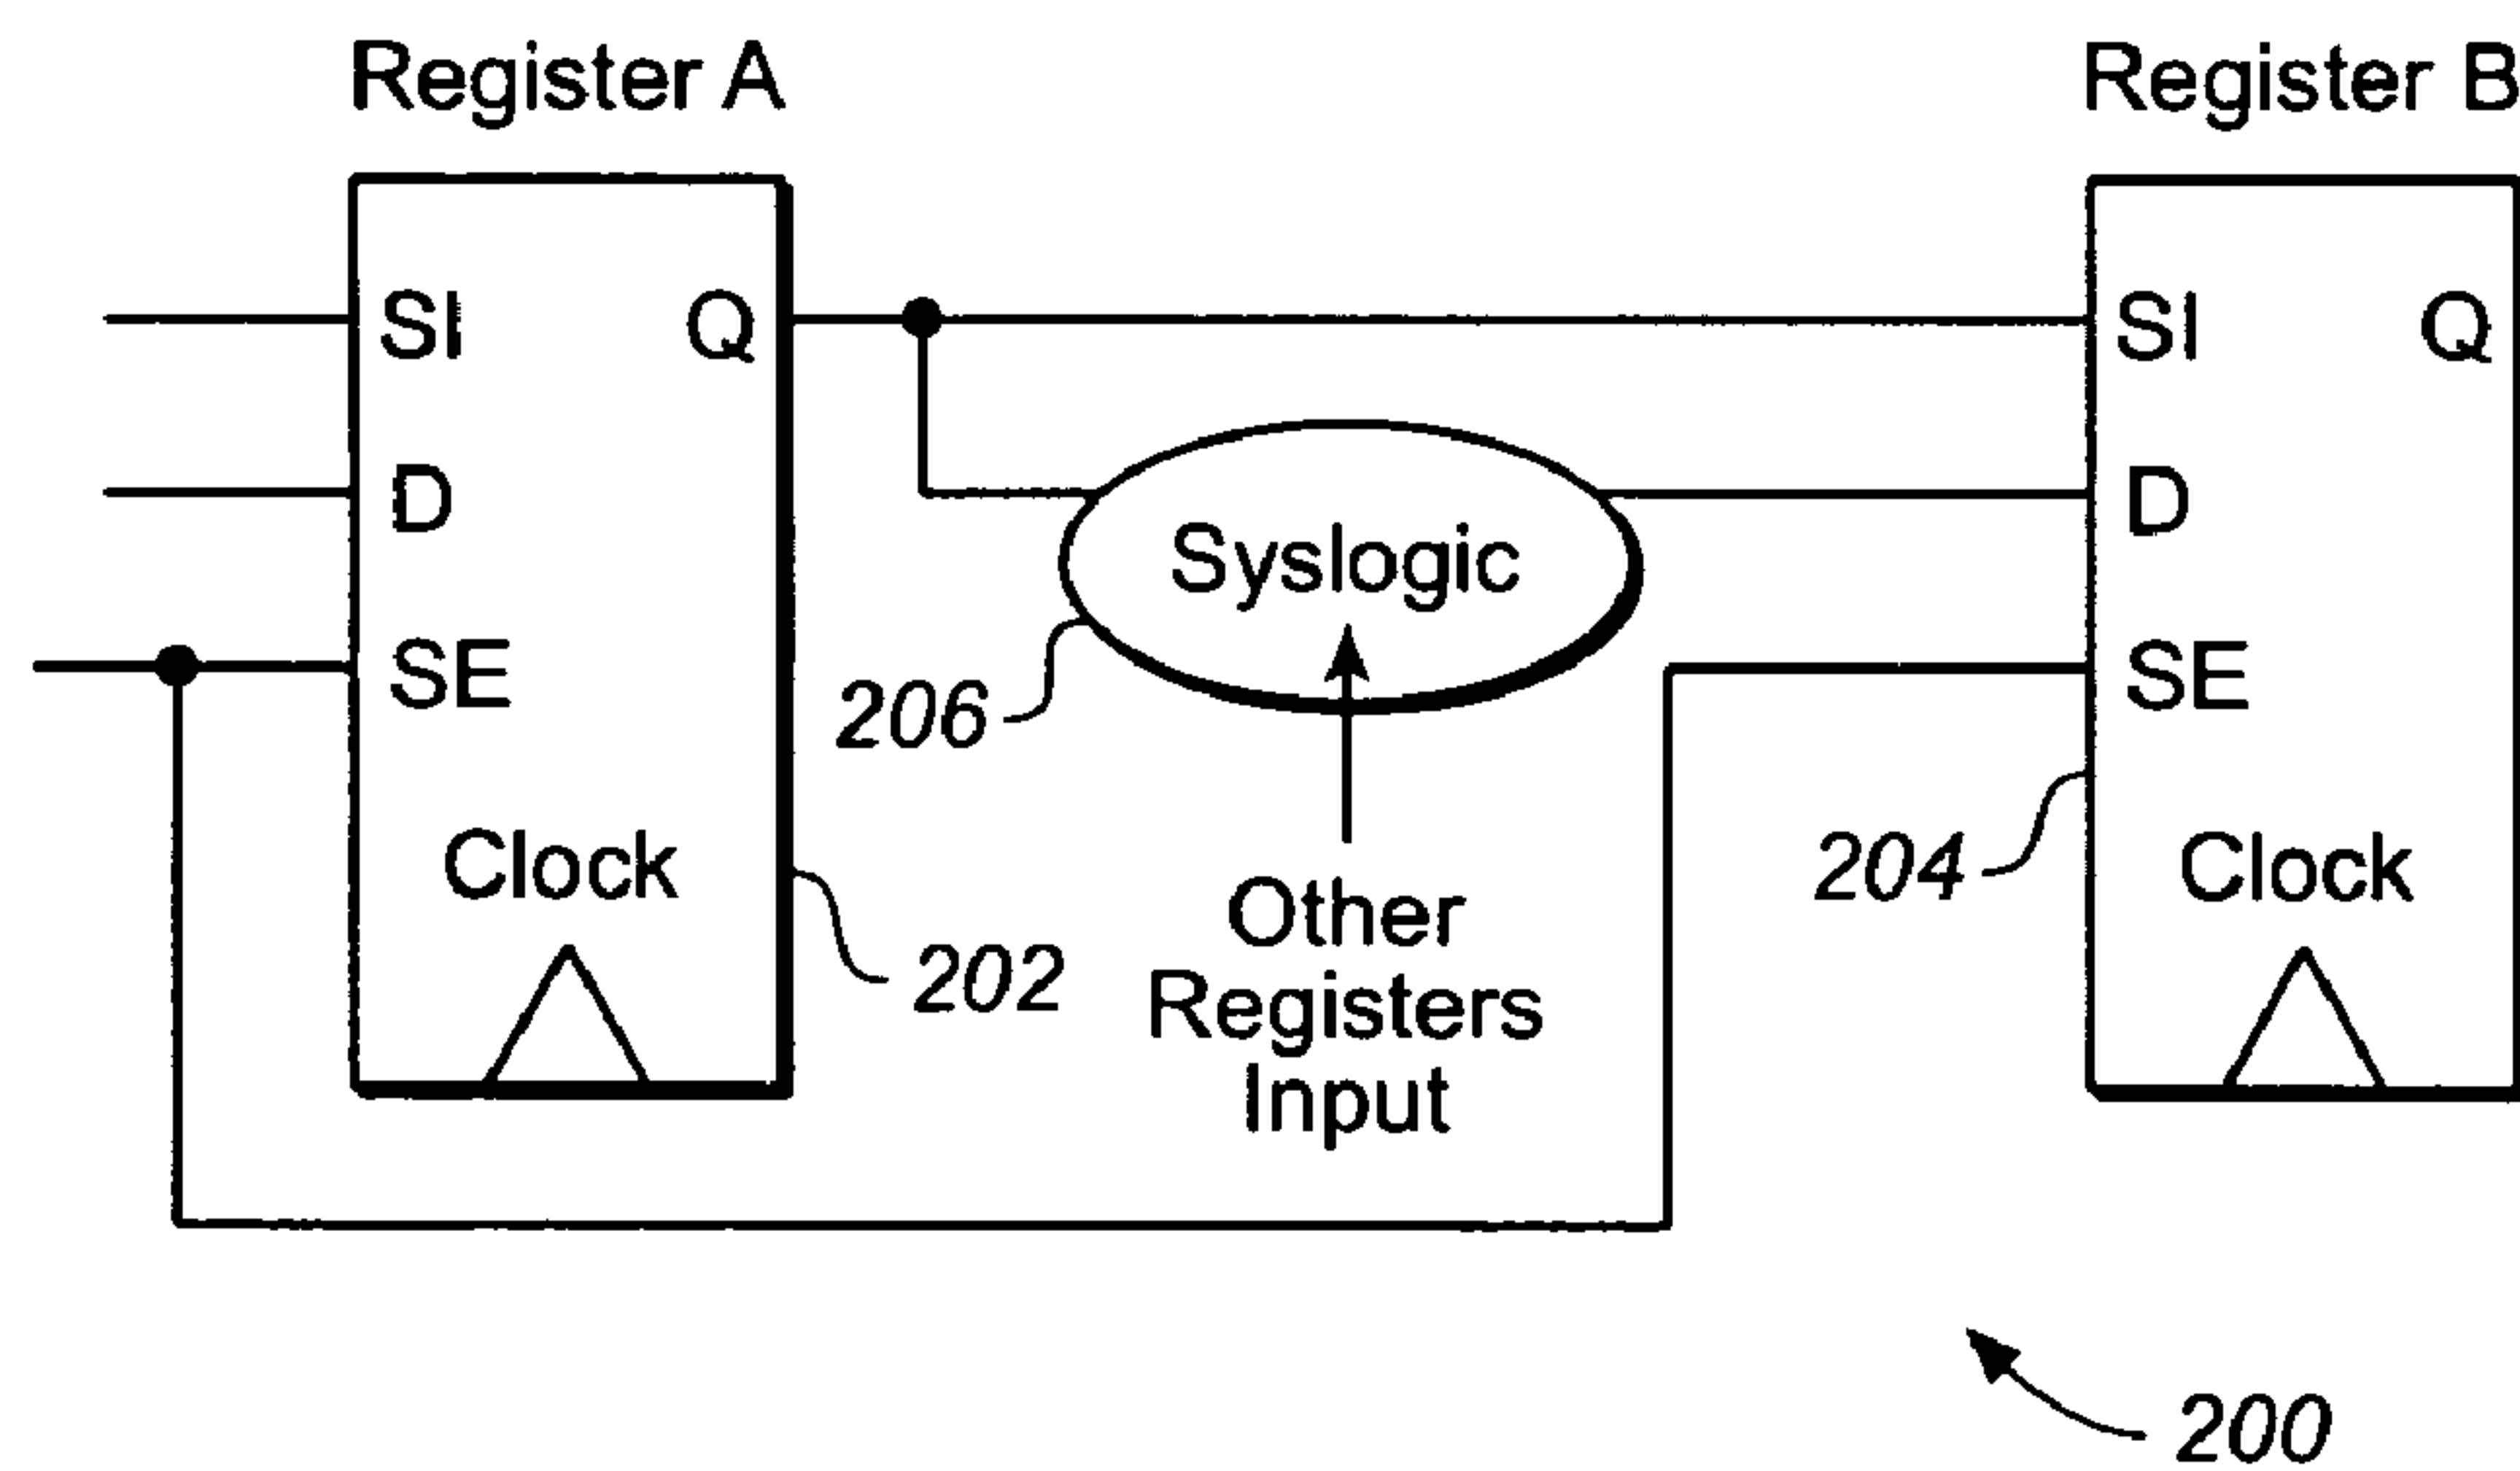 Register A
Register B
SI
Q
SI
Q
D
D
Syslogic
SE
SE
206
Clock
204
Clock
202
Other
Registers
Input
200